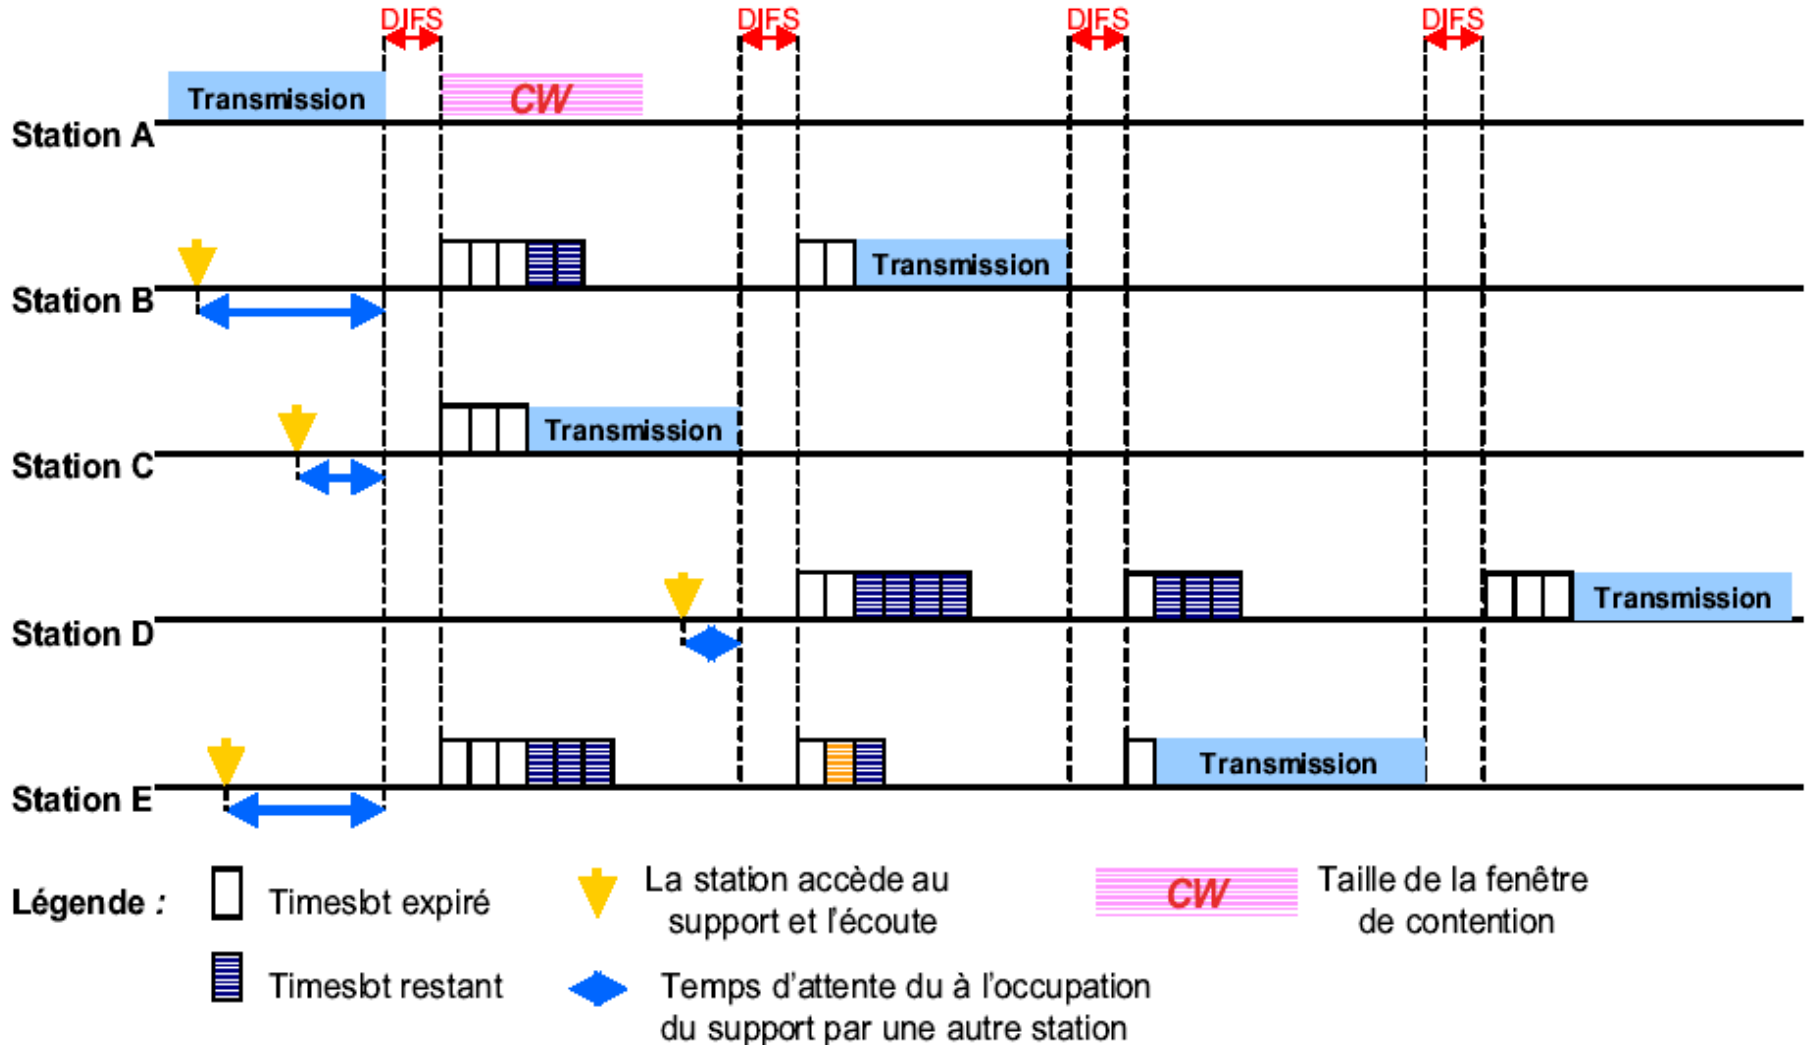 DIFS DIFS DIFS DIFS
Transmission CW
Station A
Transmission
Station B
Transmission
Station C
Transmission
Station D
Transmission
Station E
Légende : Timesbt expiré La station accède au support et l'écoute CW Taille de la fenêtre de contention
Timesbt restant Temps d'attente du à l'occupation du support par une autre station